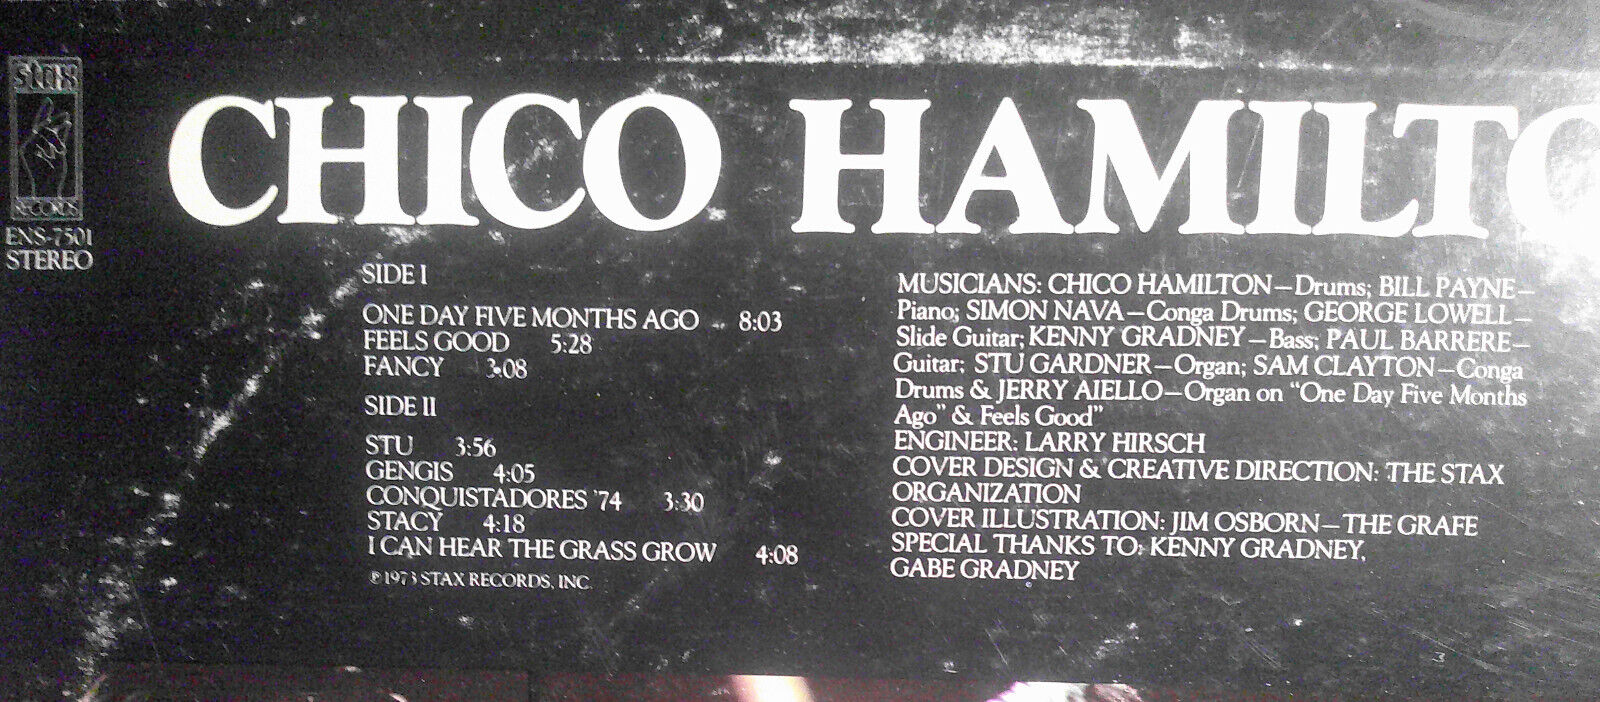 stax
RECORDS
ENS-7501
STEREO
CHICO HAMILTO
SIDE I
ONE DAY FIVE MONTHS AGO 8:03
FEELS GOOD 5:28
FANCY 3:08
SIDE II
STU 3:56
GENGIS 4:05
CONQUISTADORES '74 3:30
STACY 4:18
I CAN HEAR THE GRASS GROW 4:08
℗ 1973 STAX RECORDS, INC.
MUSICIANS: CHICO HAMILTON—Drums; BILL PAYNE—
Piano; SIMON NAVA—Conga Drums; GEORGE LOWELL—
Slide Guitar; KENNY GRADNEY—Bass; PAUL BARRERE—
Guitar; STU GARDNER—Organ; SAM CLAYTON—Conga
Drums & JERRY AIELLO—Organ on "One Day Five Months
Ago" & Feels Good"
ENGINEER: LARRY HIRSCH
COVER DESIGN & CREATIVE DIRECTION: THE STAX
ORGANIZATION
COVER ILLUSTRATION: JIM OSBORN—THE GRAFE
SPECIAL THANKS TO: KENNY GRADNEY,
GABE GRADNEY